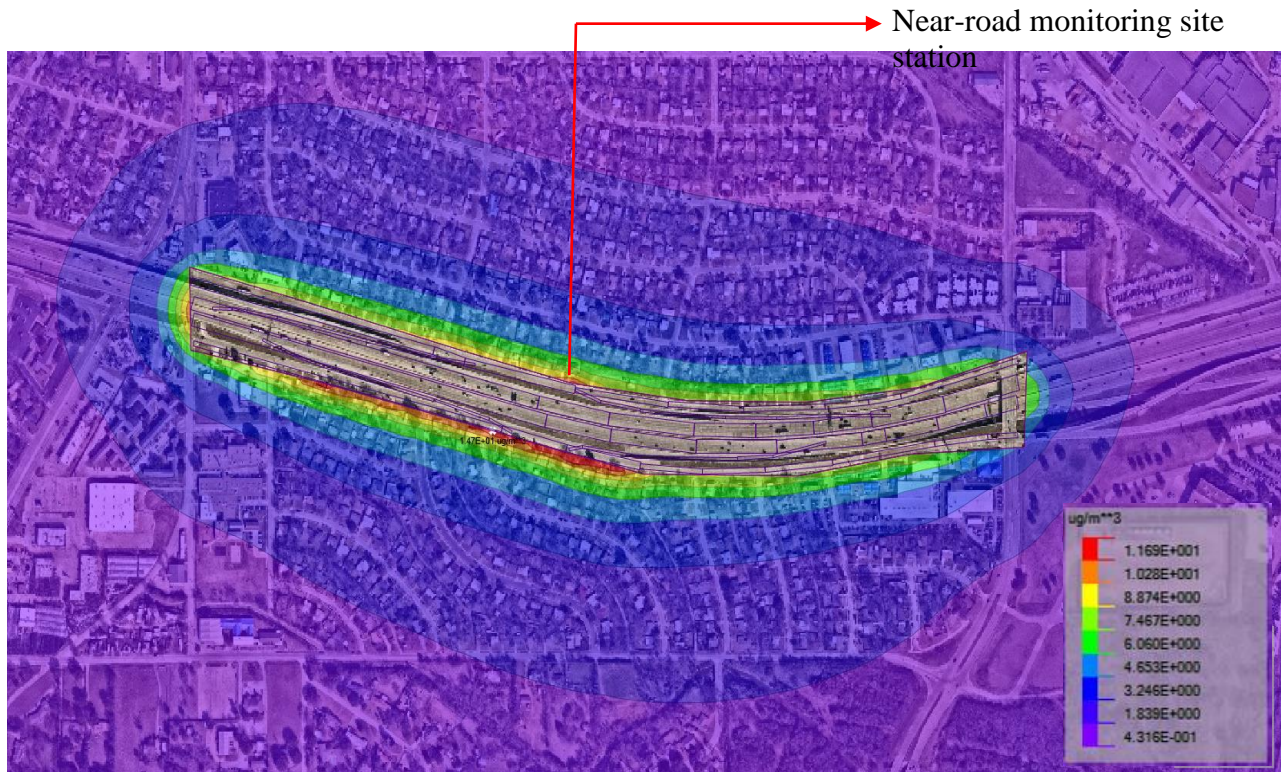 Near-road monitoring site
station
1.47E+01 ug/m**3
ug/m**3
1.169E+001
1.028E+001
8.874E+000
7.467E+000
6.060E+000
4.653E+000
3.246E+000
1.839E+000
4.316E-001